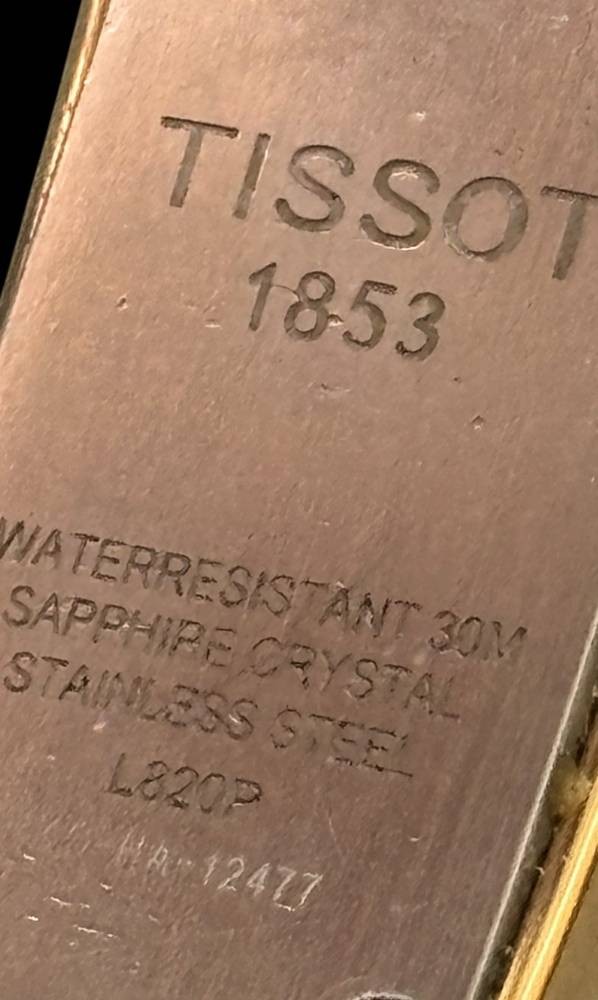 TISSOT
1853
WATERRESISTANT 30M
SAPPHIRE CRYSTAL
STAINLESS STEEL
L820P
12477